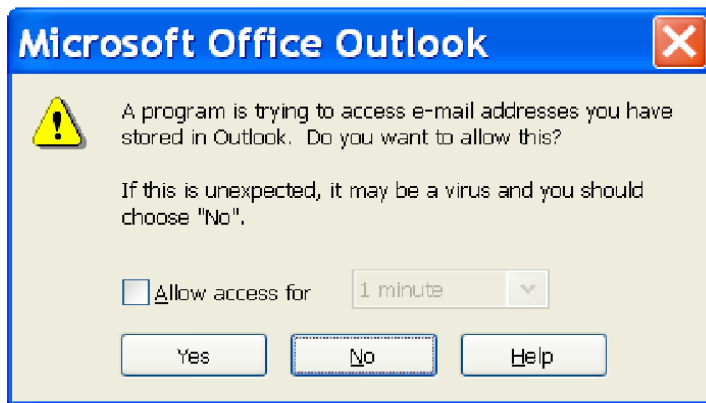 Microsoft Office Outlook
A program is trying to access e-mail addresses you have
stored in Outlook. Do you want to allow this?
If this is unexpected, it may be a virus and you should
choose "No".
Allow access for 1 minute
Yes No Help